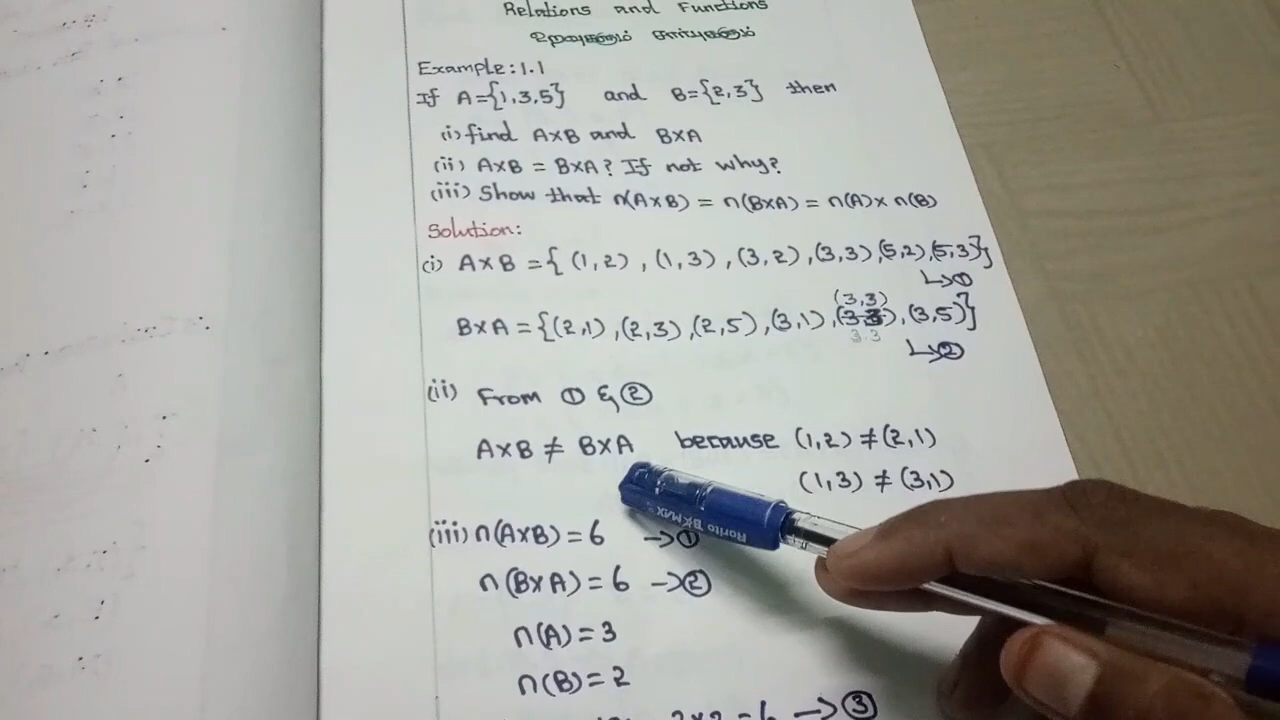 Relations and Functions
உறவுகளும் சார்புகளும்
Example: 1.1
If A={1,3,5} and B={2,3} then
(i) find A×B and B×A
(ii) A×B = B×A? If not why?
(iii) Show that n(A×B) = n(B×A) = n(A)× n(B)
Solution:
(i) A×B = { (1,2) , (1,3) , (3,2) , (3,3) , (5,2) , (5,3)}
↳①
(3,3)
B×A = {(2,1) , (2,3) , (2,5) , (3,1) , (3,3) , (3,5)}
3.3
↳②
(ii) From ① & ②
A×B ≠ B×A because (1,2) ≠ (2,1)
(1,3) ≠ (3,1)
Rorito B×Max
(iii) n(A×B) = 6 →①
n(B×A) = 6 →②
n(A) = 3
n(B) = 2
= 6 →③